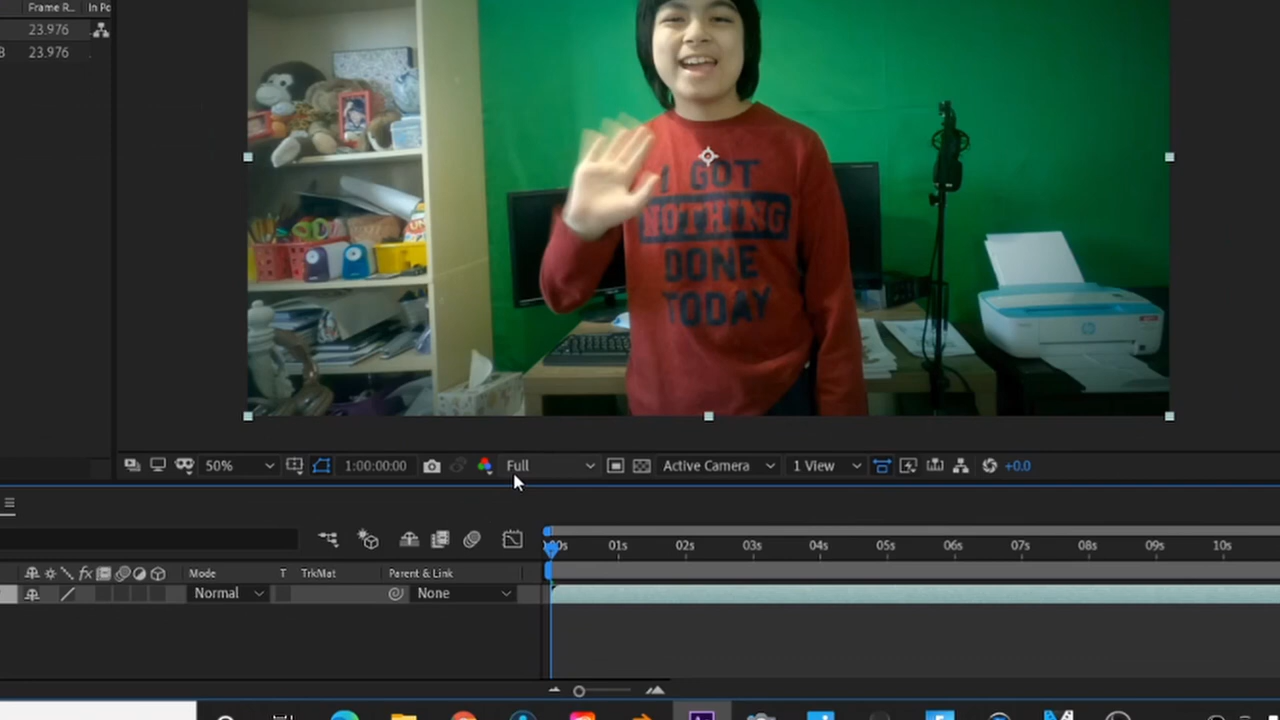 Frame R... In Po
23.976
23.976
I GOT
NOTHING
DONE
TODAY
hp
50% 1:00:00:00 Full Active Camera 1 View +0.0
01s 02s 03s 04s 05s 06s 07s 08s 09s 10s
fx Mode T TrkMat Parent & Link
Normal None